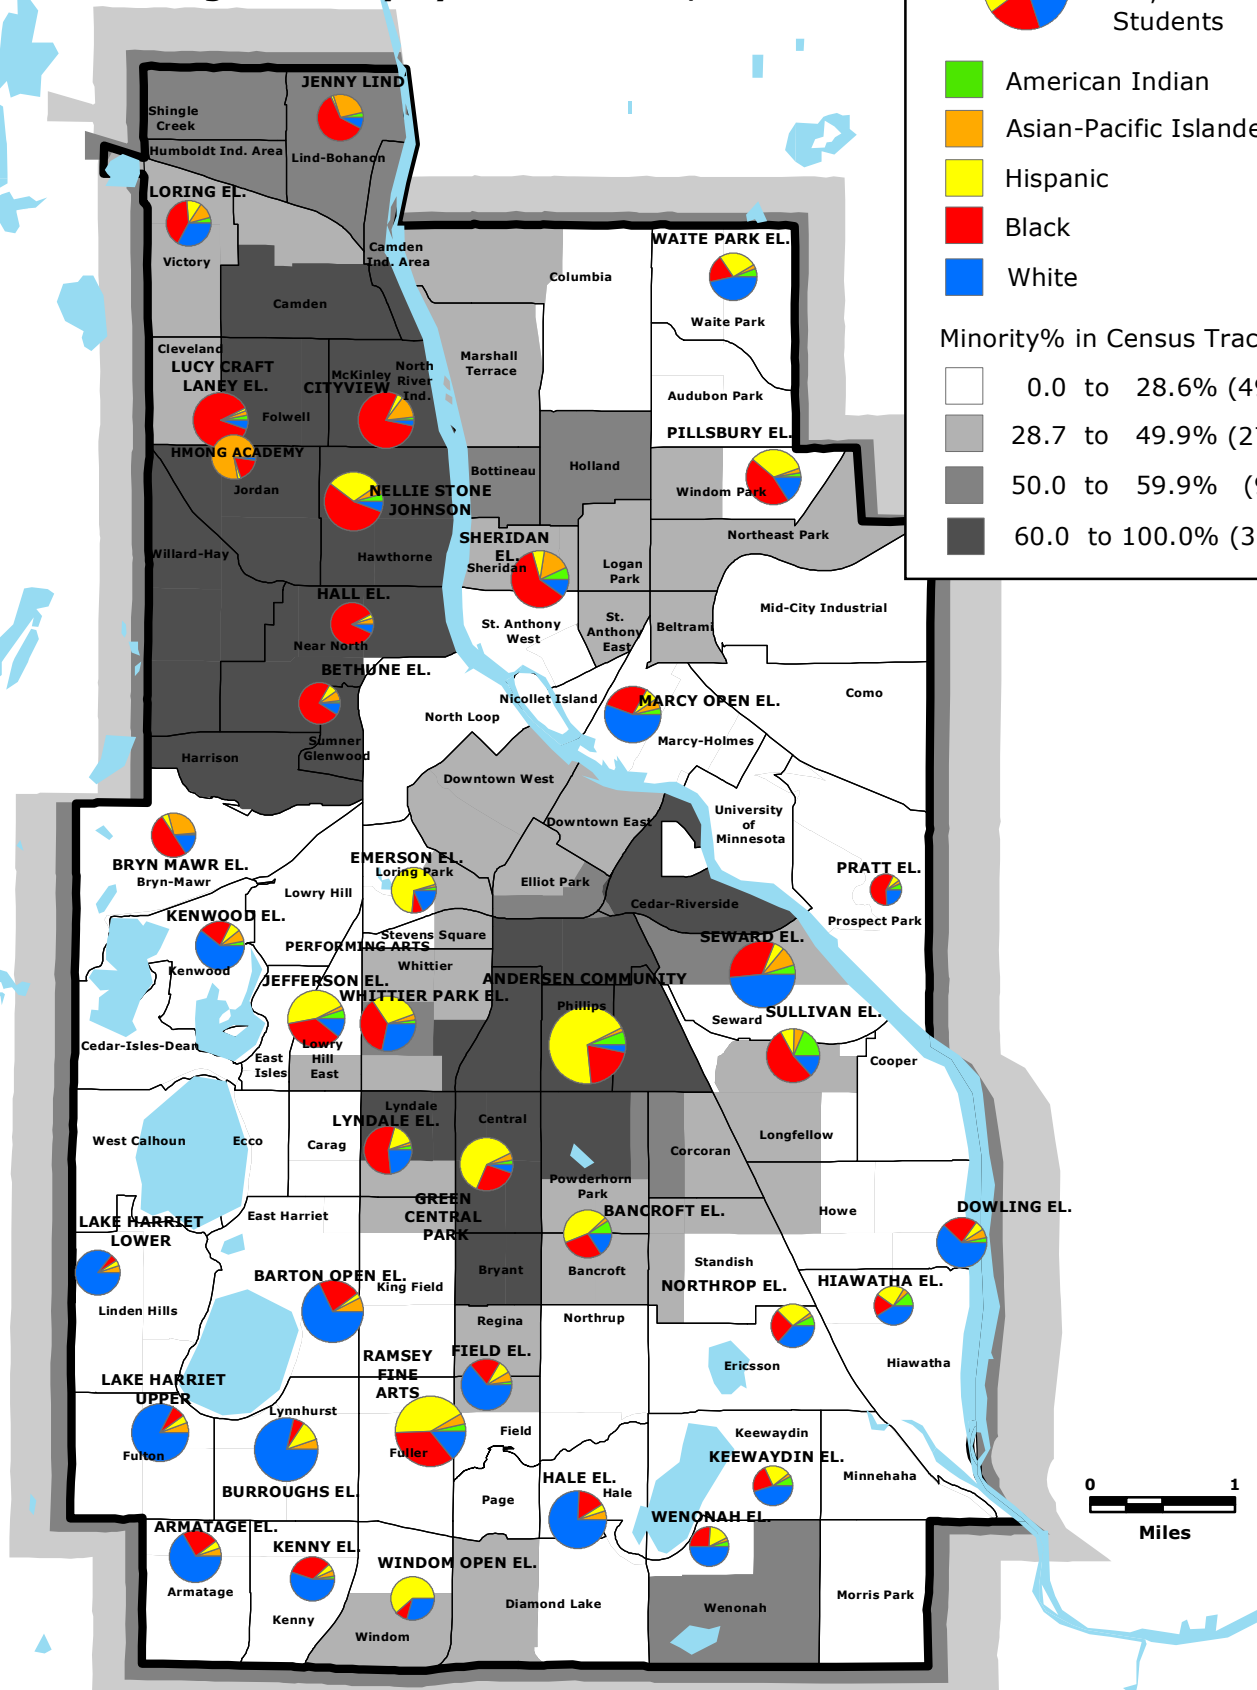 Students
American Indian
Asian-Pacific Islande
Hispanic
Black
White
Minority% in Census Trac
0.0 to 28.6% (49
28.7 to 49.9% (2
50.0 to 59.9% (9
60.0 to 100.0% (3
JENNY LIND
Shingle
Creek
Humboldt Ind. Area
Lind-Bohanon
LORING EL.
Victory
Camden
Ind. Area
Columbia
WAITE PARK EL.
Waite Park
Camden
Cleveland
LUCY CRAFT
LANEY EL.
McKinley
CITYVIEW
North
River
Ind.
Folwell
Marshall
Terrace
Audubon Park
PILLSBURY EL.
HMONG ACADEMY
Jordan
NELLIE STONE
JOHNSON
Bottineau
Holland
Windom Park
Northeast Park
Willard-Hay
Hawthorne
SHERIDAN
EL.
Sheridan
Logan
Park
HALL EL.
Near North
St. Anthony
West
St.
Anthony
East
Beltrami
Mid-City Industrial
BETHUNE EL.
Nicollet Island
MARCY OPEN EL.
Como
North Loop
Marcy-Holmes
Sumner
Glenwood
Harrison
Downtown West
Downtown East
University
of
Minnesota
BRYN MAWR EL.
Bryn-Mawr
EMERSON EL.
Loring Park
Elliot Park
PRATT EL.
Lowry Hill
Cedar-Riverside
Prospect Park
KENWOOD EL.
Kenwood
Stevens Square
PERFORMING ARTS
SEWARD EL.
Whittier
JEFFERSON EL.
WHITTIER PARK EL.
ANDERSEN COMMUNITY
Phillips
Seward
SULLIVAN EL.
Cedar-Isles-Dean
East
Isles
Lowry
Hill
East
Cooper
Lyndale
LYNDALE EL.
Central
West Calhoun
Ecco
Carag
Corcoran
Longfellow
Powderhorn
Park
GREEN
CENTRAL
PARK
BANCROFT EL.
Howe
DOWLING EL.
LAKE HARRIET
LOWER
East Harriet
Linden Hills
BARTON OPEN EL.
King Field
Bryant
Bancroft
Standish
NORTHROP EL.
HIAWATHA EL.
Regina
Northrup
FIELD EL.
RAMSEY
FINE
ARTS
Ericsson
Hiawatha
LAKE HARRIET
UPPER
Lynnhurst
Fulton
Fuller
Field
Keewaydin
KEEWAYDIN EL.
Minnehaha
BURROUGHS EL.
Page
HALE EL.
Hale
0 1
Miles
ARMATAGE EL.
KENNY EL.
WENONAH EL.
WINDOM OPEN EL.
Armatage
Kenny
Windom
Diamond Lake
Wenonah
Morris Park